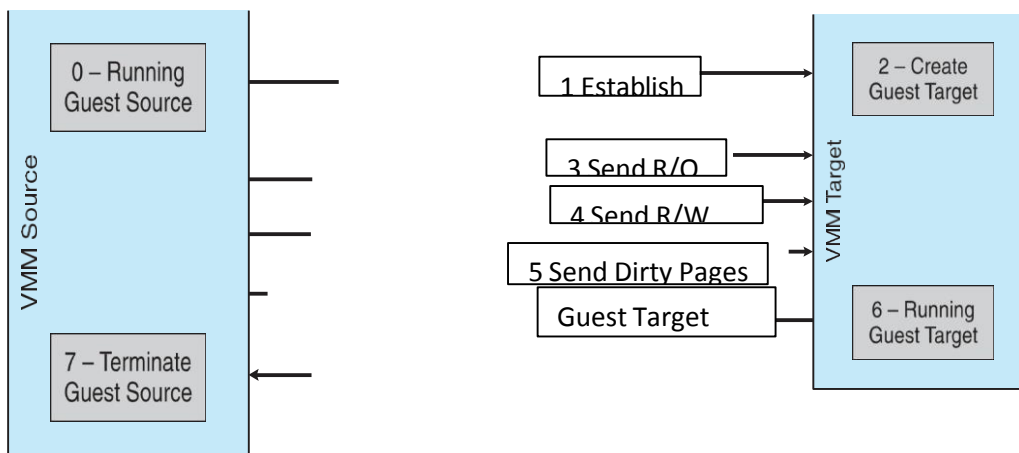 VMM Source
0 – Running
Guest Source
7 – Terminate
Guest Source
1 Establish
3 Send R/O
4 Send R/W
5 Send Dirty Pages
Guest Target
VMM Target
2 – Create
Guest Target
6 – Running
Guest Target